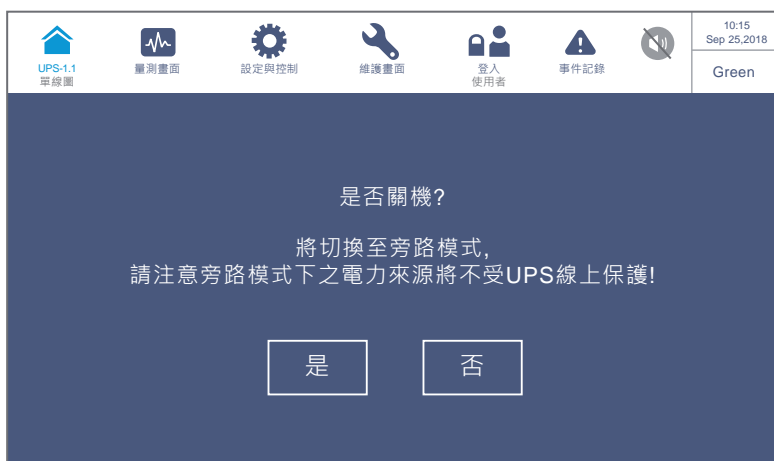 UPS-1.1
單線圖
量測畫面
設定與控制
維護畫面
登入
使用者
事件記錄
10:15
Sep 25,2018
Green
是否關機?
將切換至旁路模式,
請注意旁路模式下之電力來源將不受UPS線上保護!
是
否